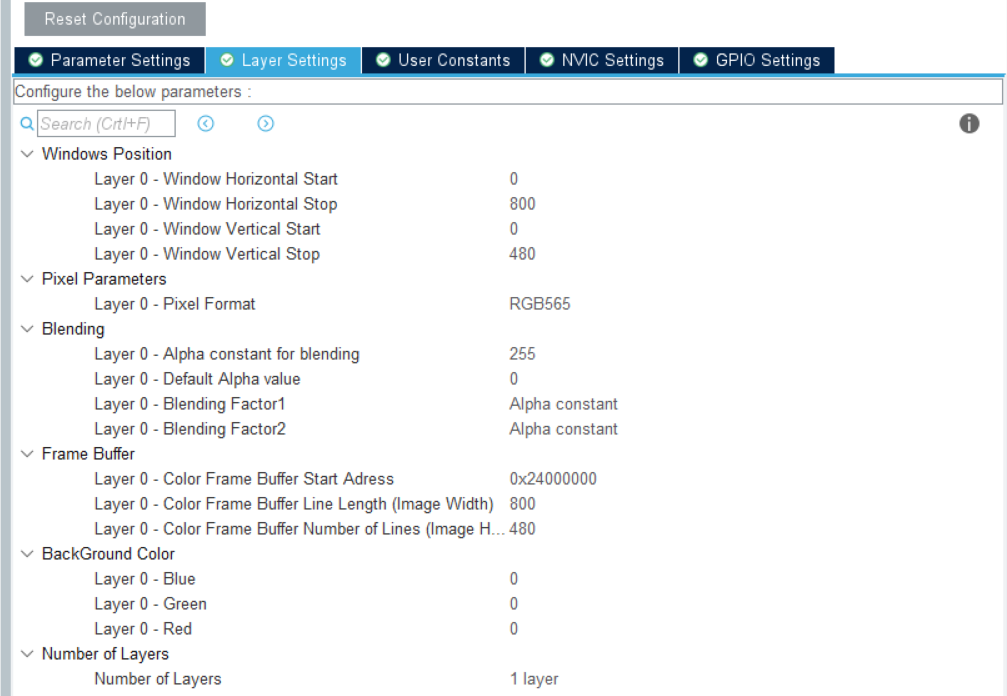 Reset Configuration
Parameter Settings Layer Settings User Constants NVIC Settings GPIO Settings
Configure the below parameters :
Search (Crtl+F)
Windows Position
Layer 0 - Window Horizontal Start 0
Layer 0 - Window Horizontal Stop 800
Layer 0 - Window Vertical Start 0
Layer 0 - Window Vertical Stop 480
Pixel Parameters
Layer 0 - Pixel Format RGB565
Blending
Layer 0 - Alpha constant for blending 255
Layer 0 - Default Alpha value 0
Layer 0 - Blending Factor1 Alpha constant
Layer 0 - Blending Factor2 Alpha constant
Frame Buffer
Layer 0 - Color Frame Buffer Start Adress 0x24000000
Layer 0 - Color Frame Buffer Line Length (Image Width) 800
Layer 0 - Color Frame Buffer Number of Lines (Image H... 480
BackGround Color
Layer 0 - Blue 0
Layer 0 - Green 0
Layer 0 - Red 0
Number of Layers
Number of Layers 1 layer